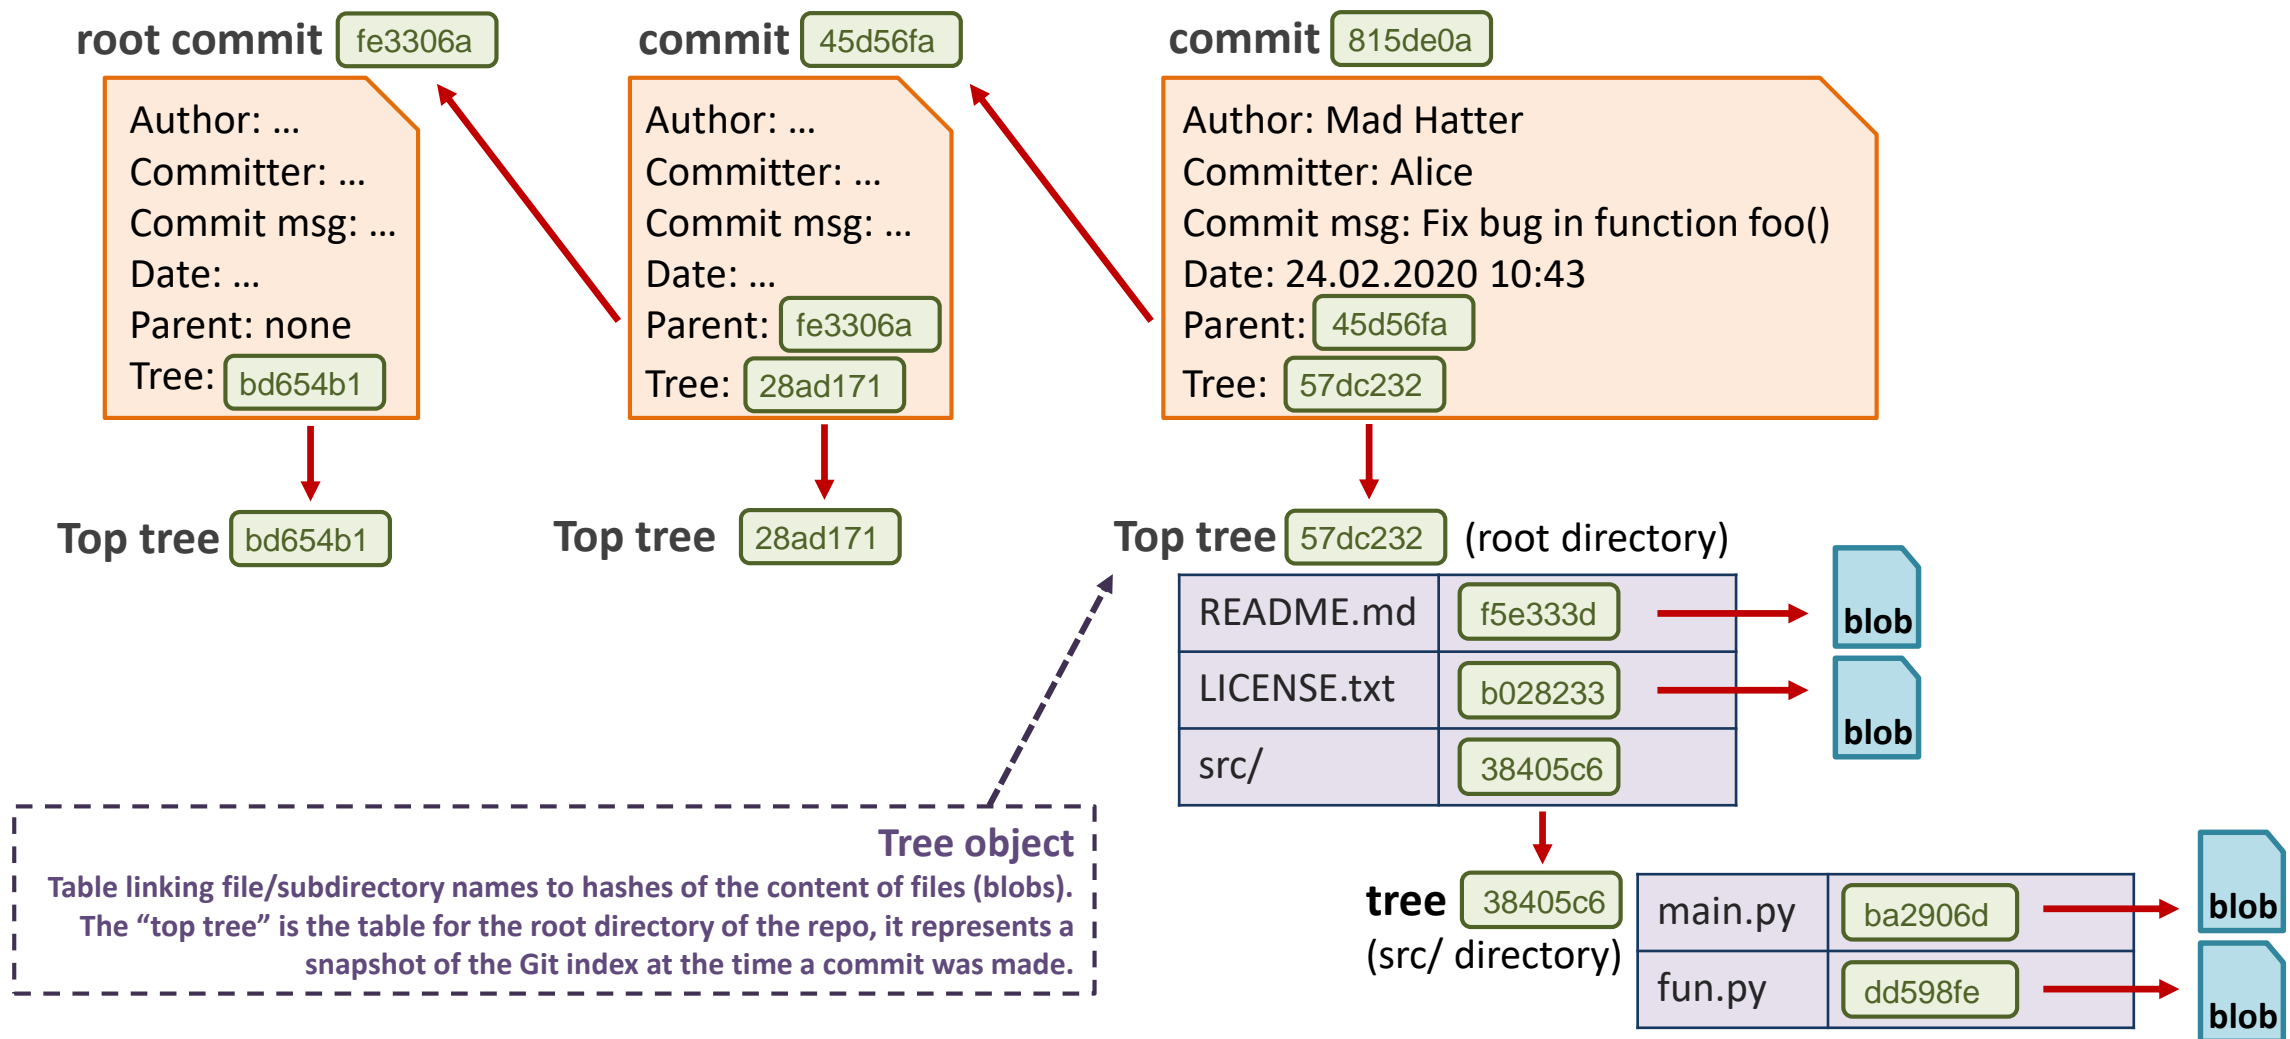 root commit fe3306a
Author: ...
Committer: ...
Commit msg: ...
Date: ...
Parent: none
Tree: bd654b1
Top tree bd654b1
commit 45d56fa
Author: ...
Committer: ...
Commit msg: ...
Date: ...
Parent: fe3306a
Tree: 28ad171
Top tree 28ad171
commit 815de0a
Author: Mad Hatter
Committer: Alice
Commit msg: Fix bug in function foo()
Date: 24.02.2020 10:43
Parent: 45d56fa
Tree: 57dc232
Top tree 57dc232 (root directory)
README.md f5e333d blob
LICENSE.txt b028233 blob
src/ 38405c6
Tree object
Table linking file/subdirectory names to hashes of the content of files (blobs).
The “top tree” is the table for the root directory of the repo, it represents a
snapshot of the Git index at the time a commit was made.
tree 38405c6
(src/ directory)
main.py ba2906d blob
fun.py dd598fe blob